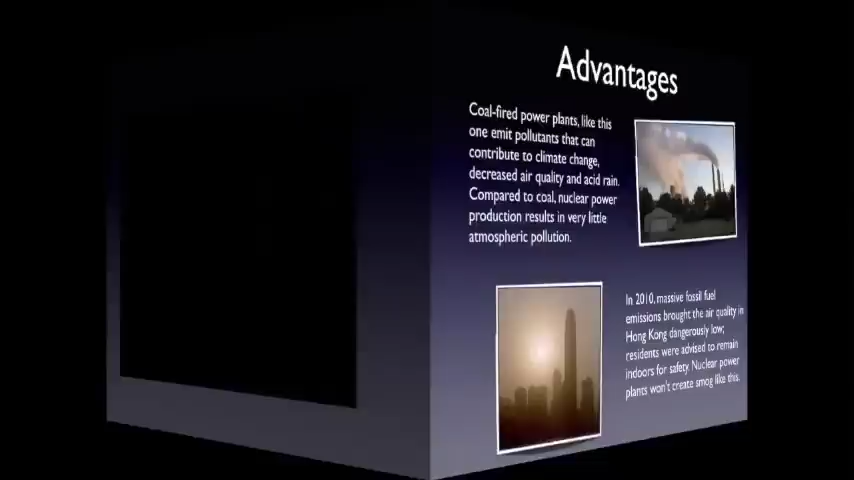 Advantages
Coal-fired power plants, like this
one emit pollutants that can
contribute to climate change,
decreased air quality and acid rain.
Compared to coal, nuclear power
production results in very little
atmospheric pollution.
In 2010, massive fossil fuel
emissions brought the air quality in
Hong Kong dangerously low;
residents were advised to remain
indoors for safety. Nuclear power
plants won't create smog like this.